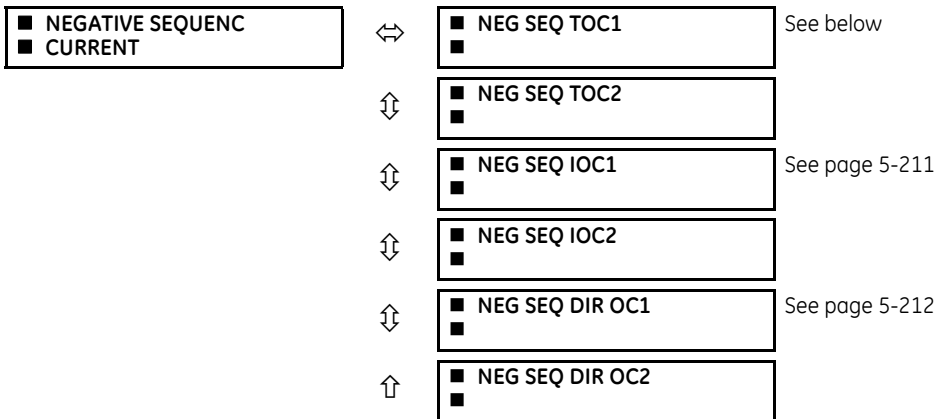 ■ NEGATIVE SEQUENC
■ CURRENT
■ NEG SEQ TOC1
■
See below
■ NEG SEQ TOC2
■
■ NEG SEQ IOC1
■
See page 5-211
■ NEG SEQ IOC2
■
■ NEG SEQ DIR OC1
■
See page 5-212
■ NEG SEQ DIR OC2
■